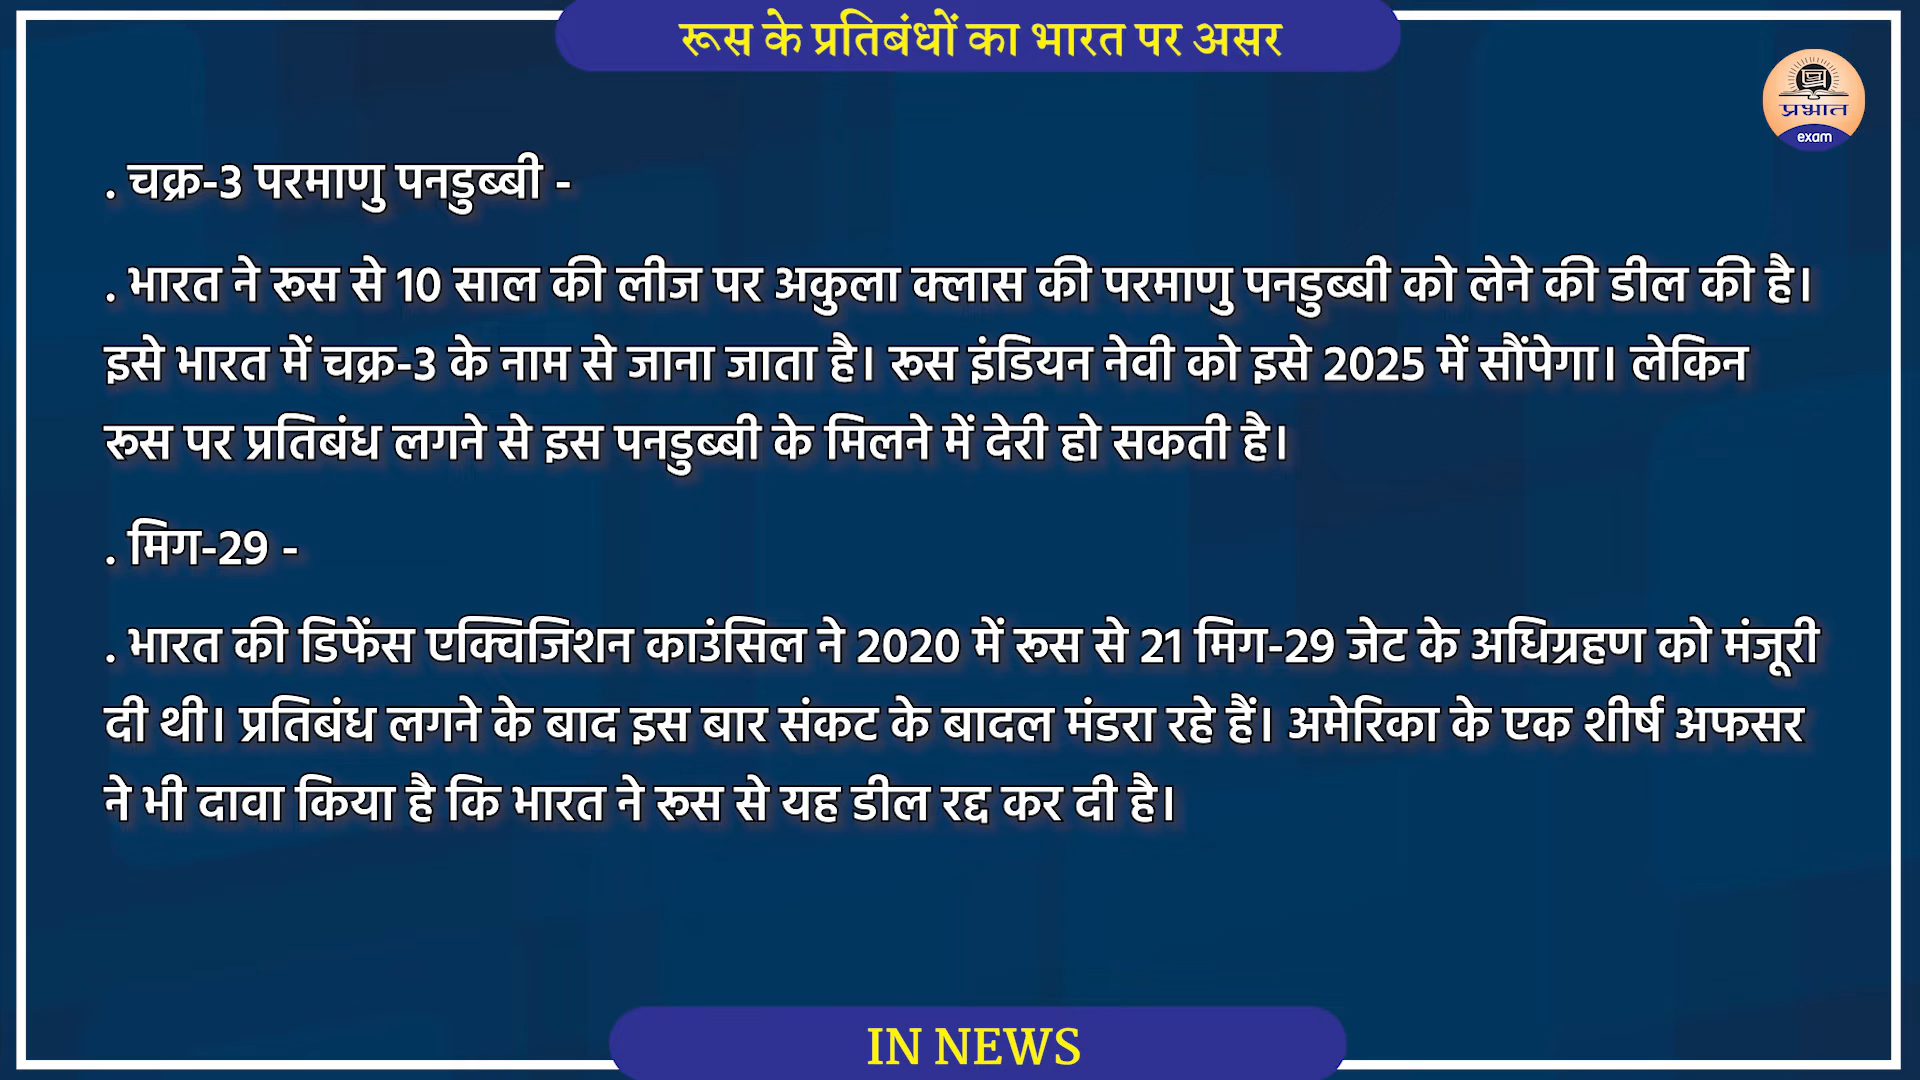 रूस के प्रतिबंधों का भारत पर असर
प्रभात
exam
. चक्र-3 परमाणु पनडुब्बी -
. भारत ने रूस से 10 साल की लीज पर अकुला क्लास की परमाणु पनडुब्बी को लेने की डील की है।
इसे भारत में चक्र-3 के नाम से जाना जाता है। रूस इंडियन नेवी को इसे 2025 में सौंपेगा। लेकिन
रूस पर प्रतिबंध लगने से इस पनडुब्बी के मिलने में देरी हो सकती है।
. मिग-29 -
. भारत की डिफेंस एक्विजिशन काउंसिल ने 2020 में रूस से 21 मिग-29 जेट के अधिग्रहण को मंजूरी
दी थी। प्रतिबंध लगने के बाद इस बार संकट के बादल मंडरा रहे हैं। अमेरिका के एक शीर्ष अफसर
ने भी दावा किया है कि भारत ने रूस से यह डील रद्द कर दी है।
IN NEWS